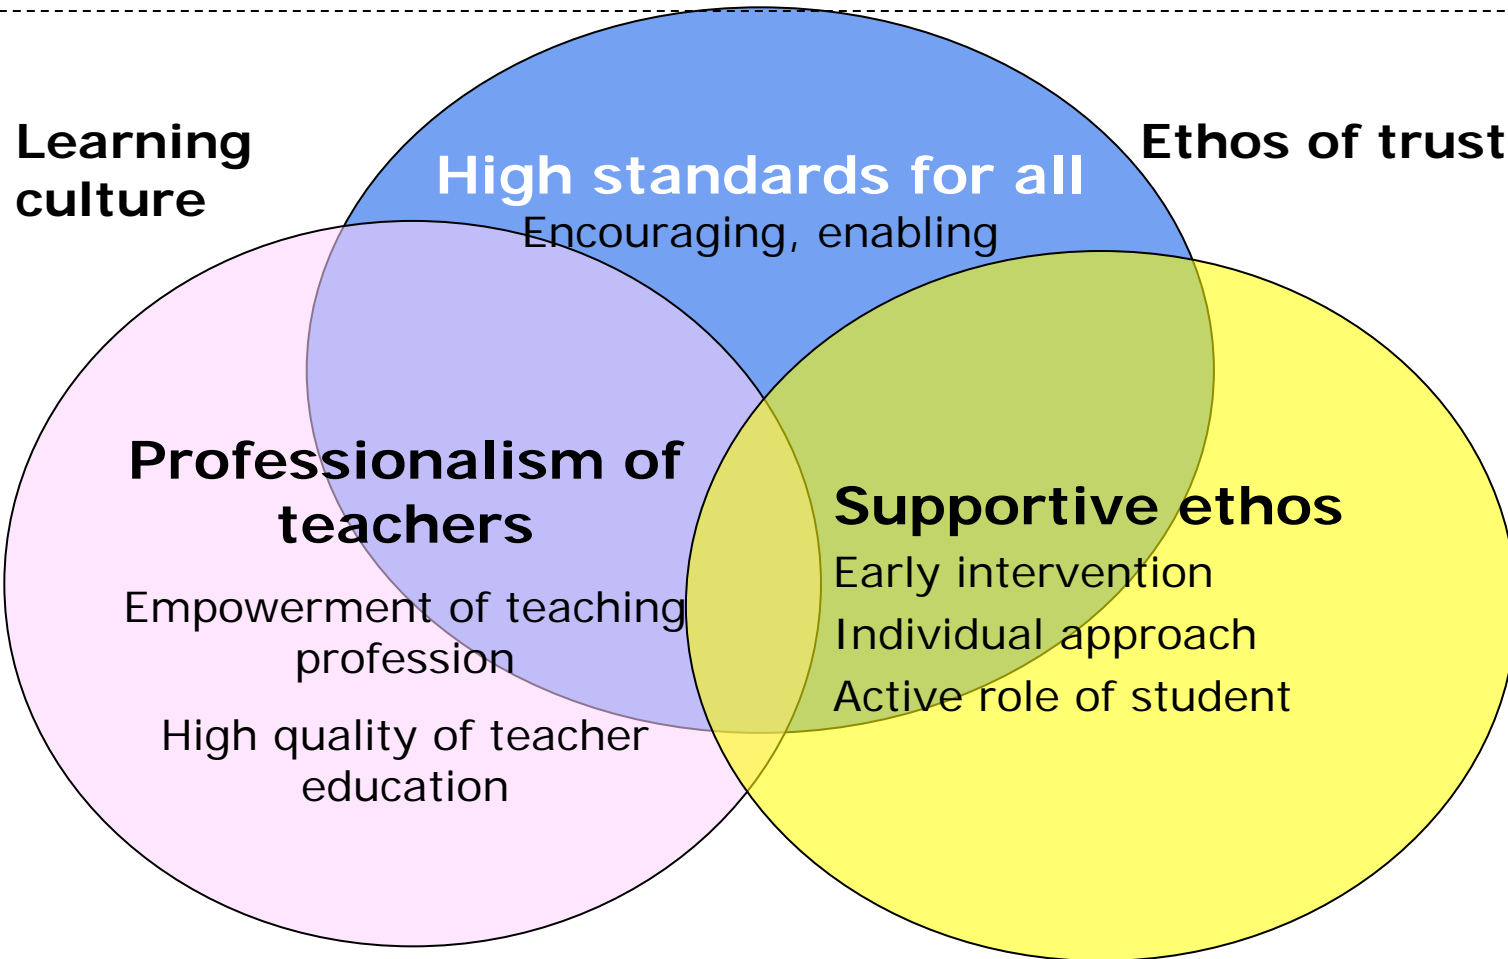 Learning
culture
Ethos of trust
High standards for all
Encouraging, enabling
Professionalism of
teachers
Empowerment of teaching
profession
High quality of teacher
education
Supportive ethos
Early intervention
Individual approach
Active role of student